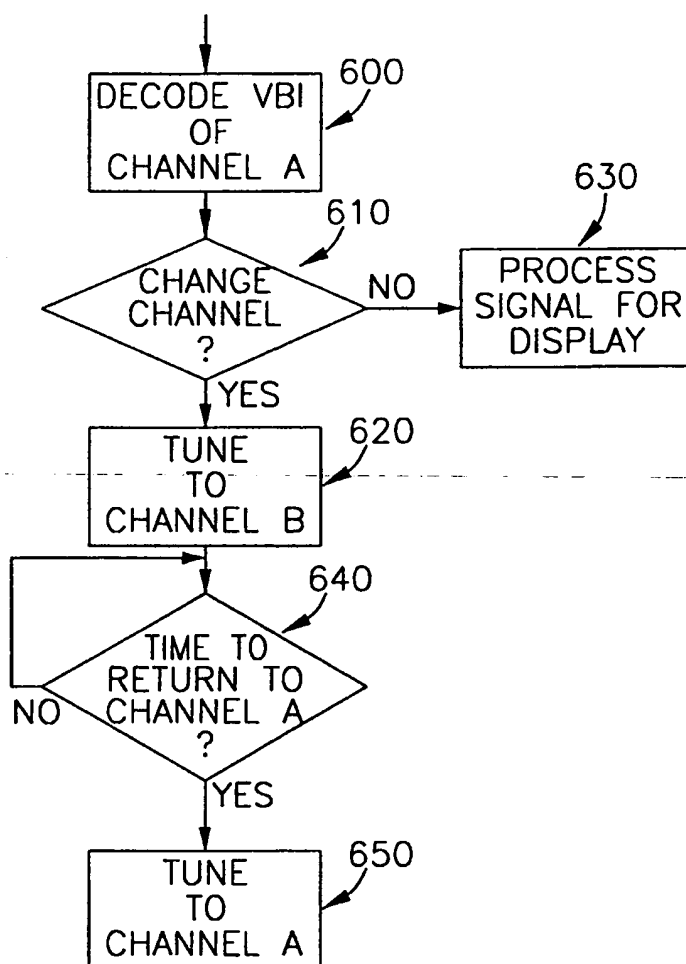 600
DECODE VBI
OF
CHANNEL A
610
CHANGE
CHANNEL
?
NO
630
PROCESS
SIGNAL FOR
DISPLAY
YES
620
TUNE
TO
CHANNEL B
640
TIME TO
RETURN TO
CHANNEL A
?
NO
YES
650
TUNE
TO
CHANNEL A